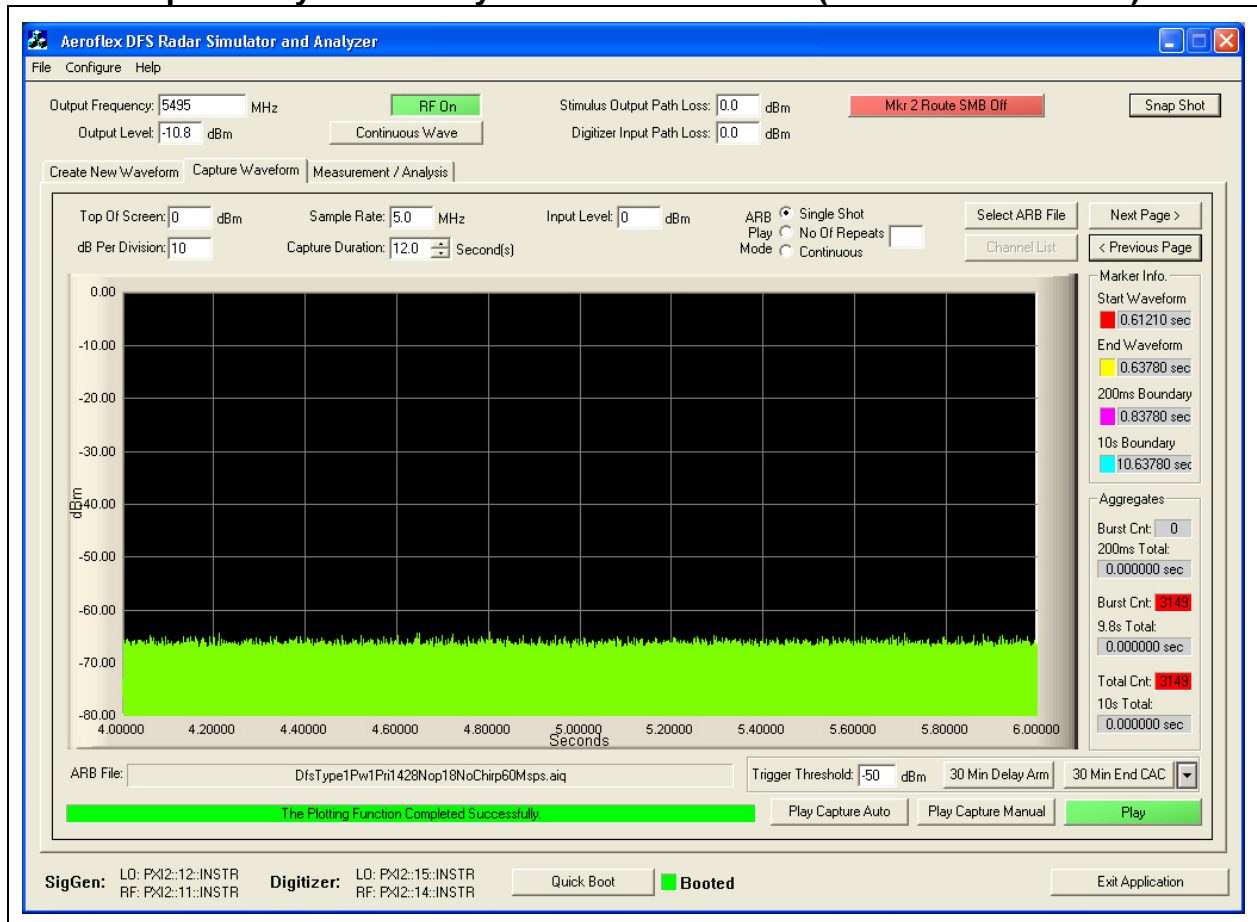 Aeroflex DFS Radar Simulator and Analyzer
File Configure Help
Output Frequency: 5495 MHz
RF On
Stimulus Output Path Loss: 0.0 dBm
Mkr 2 Route SMB Off
Snap Shot
Output Level: -10.8 dBm
Continuous Wave
Digitizer Input Path Loss: 0.0 dBm
Create New Waveform Capture Waveform Measurement / Analysis
Top Of Screen: 0 dBm
Sample Rate: 5.0 MHz
Input Level: 0 dBm
ARB Play Mode
Single Shot
No Of Repeats
Continuous
Select ARB File
Next Page >
dB Per Division: 10
Capture Duration: 12.0 Second(s)
Channel List
< Previous Page
0.00
-10.00
-20.00
-30.00
-40.00
-50.00
-60.00
-70.00
-80.00
dBm
4.00000 4.20000 4.40000 4.60000 4.80000 5.00000 5.20000 5.40000 5.60000 5.80000 6.00000
Seconds
Marker Info.
Start Waveform
0.61210 sec
End Waveform
0.63780 sec
200ms Boundary
0.83780 sec
10s Boundary
10.63780 sec
Aggregates
Burst Cnt: 0
200ms Total:
0.000000 sec
Burst Cnt: 3149
9.8s Total:
0.000000 sec
Total Cnt: 3149
10s Total:
0.000000 sec
ARB File: DfsType1Pw1Pri1428Nop18NoChirp60Msps.aiq
Trigger Threshold: -50 dBm
30 Min Delay Arm
30 Min End CAC
The Plotting Function Completed Successfully.
Play Capture Auto
Play Capture Manual
Play
SigGen: LO: PXI2::12::INSTR
RF: PXI2::11::INSTR
Digitizer: LO: PXI2::15::INSTR
RF: PXI2::14::INSTR
Quick Boot
Booted
Exit Application